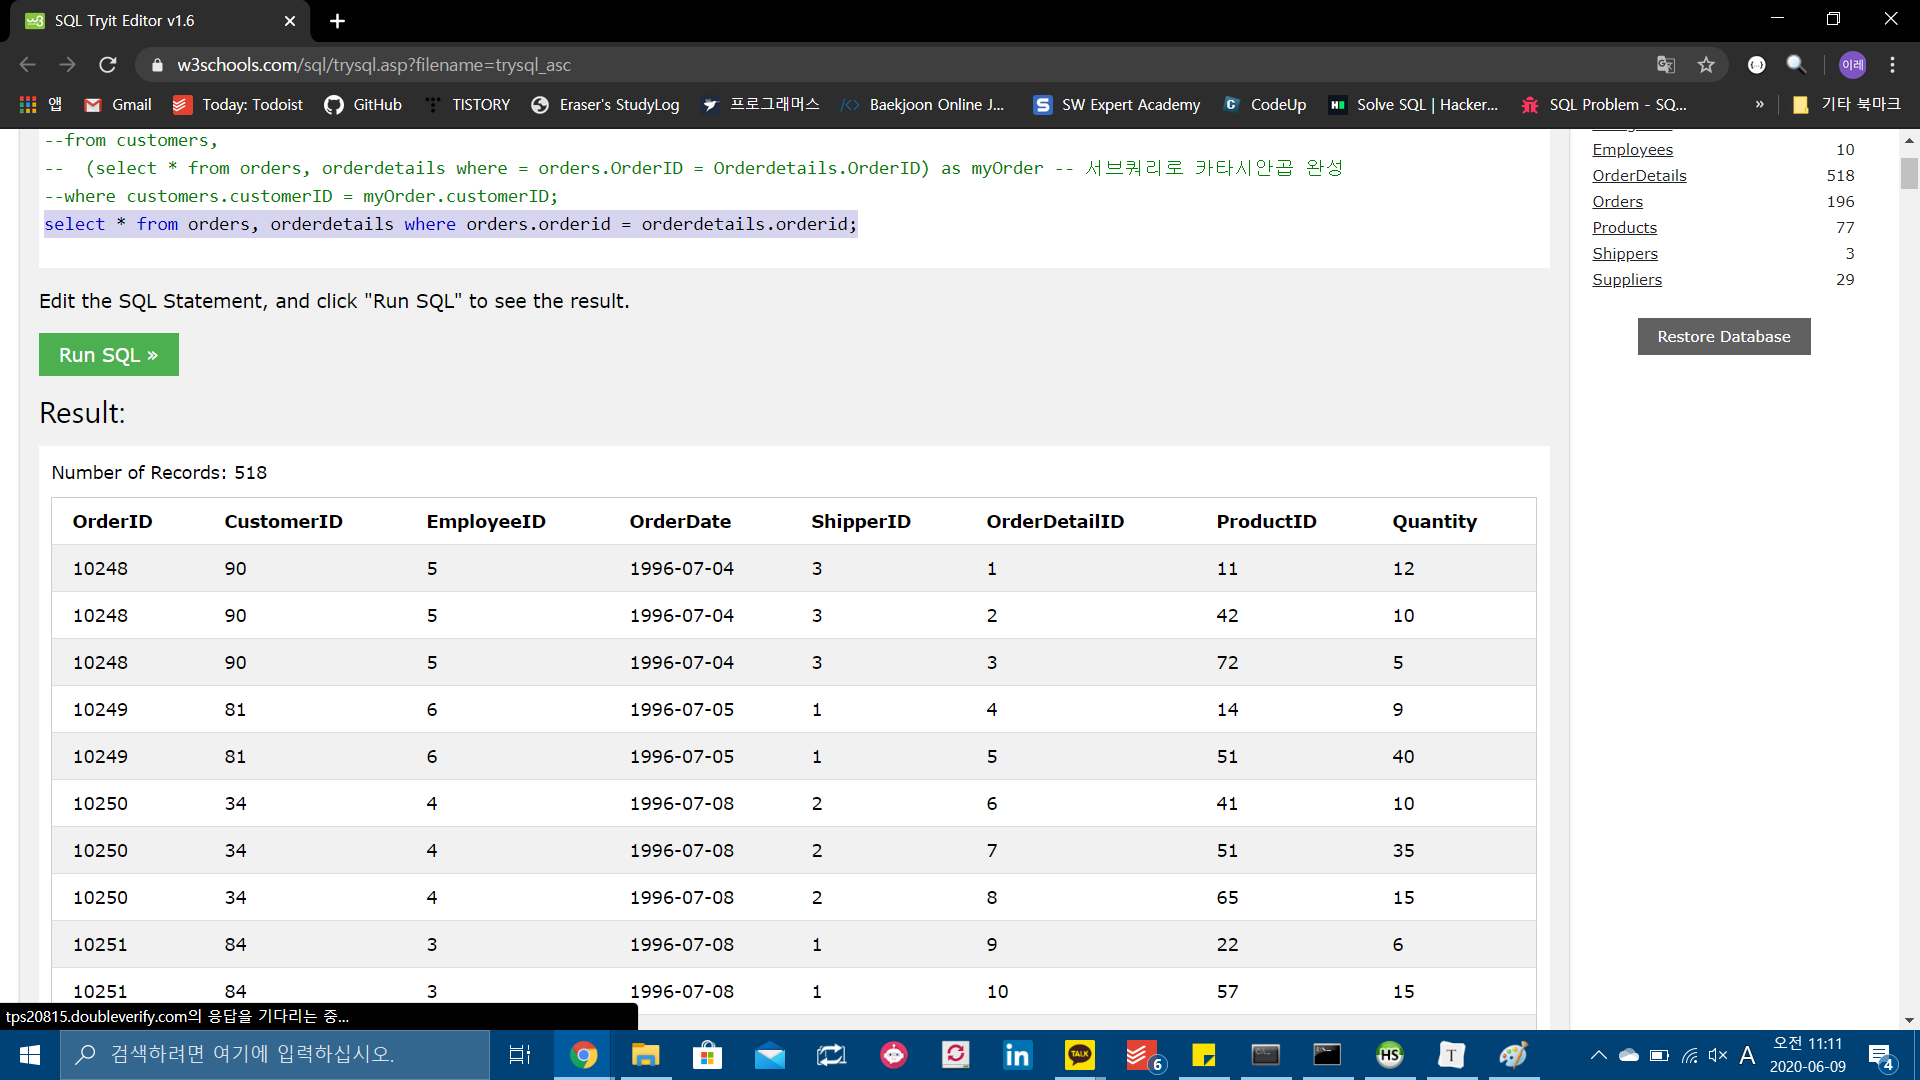 SQL Tryit Editor v1.6
w3schools.com/sql/trysql.asp?filename=trysql_asc
이레
앱 Gmail Today: Todoist GitHub TISTORY Eraser's StudyLog 프로그래머스 Baekjoon Online J... SW Expert Academy CodeUp Solve SQL | Hacker... SQL Problem - SQ... » 기타 북마크
--from customers,
-- (select * from orders, orderdetails where = orders.OrderID = Orderdetails.OrderID) as myOrder -- 서브쿼리로 카타시안곱 완성
--where customers.customerID = myOrder.customerID;
select * from orders, orderdetails where orders.orderid = orderdetails.orderid;
Edit the SQL Statement, and click "Run SQL" to see the result.
Run SQL »
Result:
Number of Records: 518
OrderID CustomerID EmployeeID OrderDate ShipperID OrderDetailID ProductID Quantity
10248 90 5 1996-07-04 3 1 11 12
10248 90 5 1996-07-04 3 2 42 10
10248 90 5 1996-07-04 3 3 72 5
10249 81 6 1996-07-05 1 4 14 9
10249 81 6 1996-07-05 1 5 51 40
10250 34 4 1996-07-08 2 6 41 10
10250 34 4 1996-07-08 2 7 51 35
10250 34 4 1996-07-08 2 8 65 15
10251 84 3 1996-07-08 1 9 22 6
10251 84 3 1996-07-08 1 10 57 15
Employees 10
OrderDetails 518
Orders 196
Products 77
Shippers 3
Suppliers 29
Restore Database
tps20815.doubleverify.com의 응답을 기다리는 중...
검색하려면 여기에 입력하십시오.
TALK
6
HS
T
A
오전 11:11
2020-06-09
4